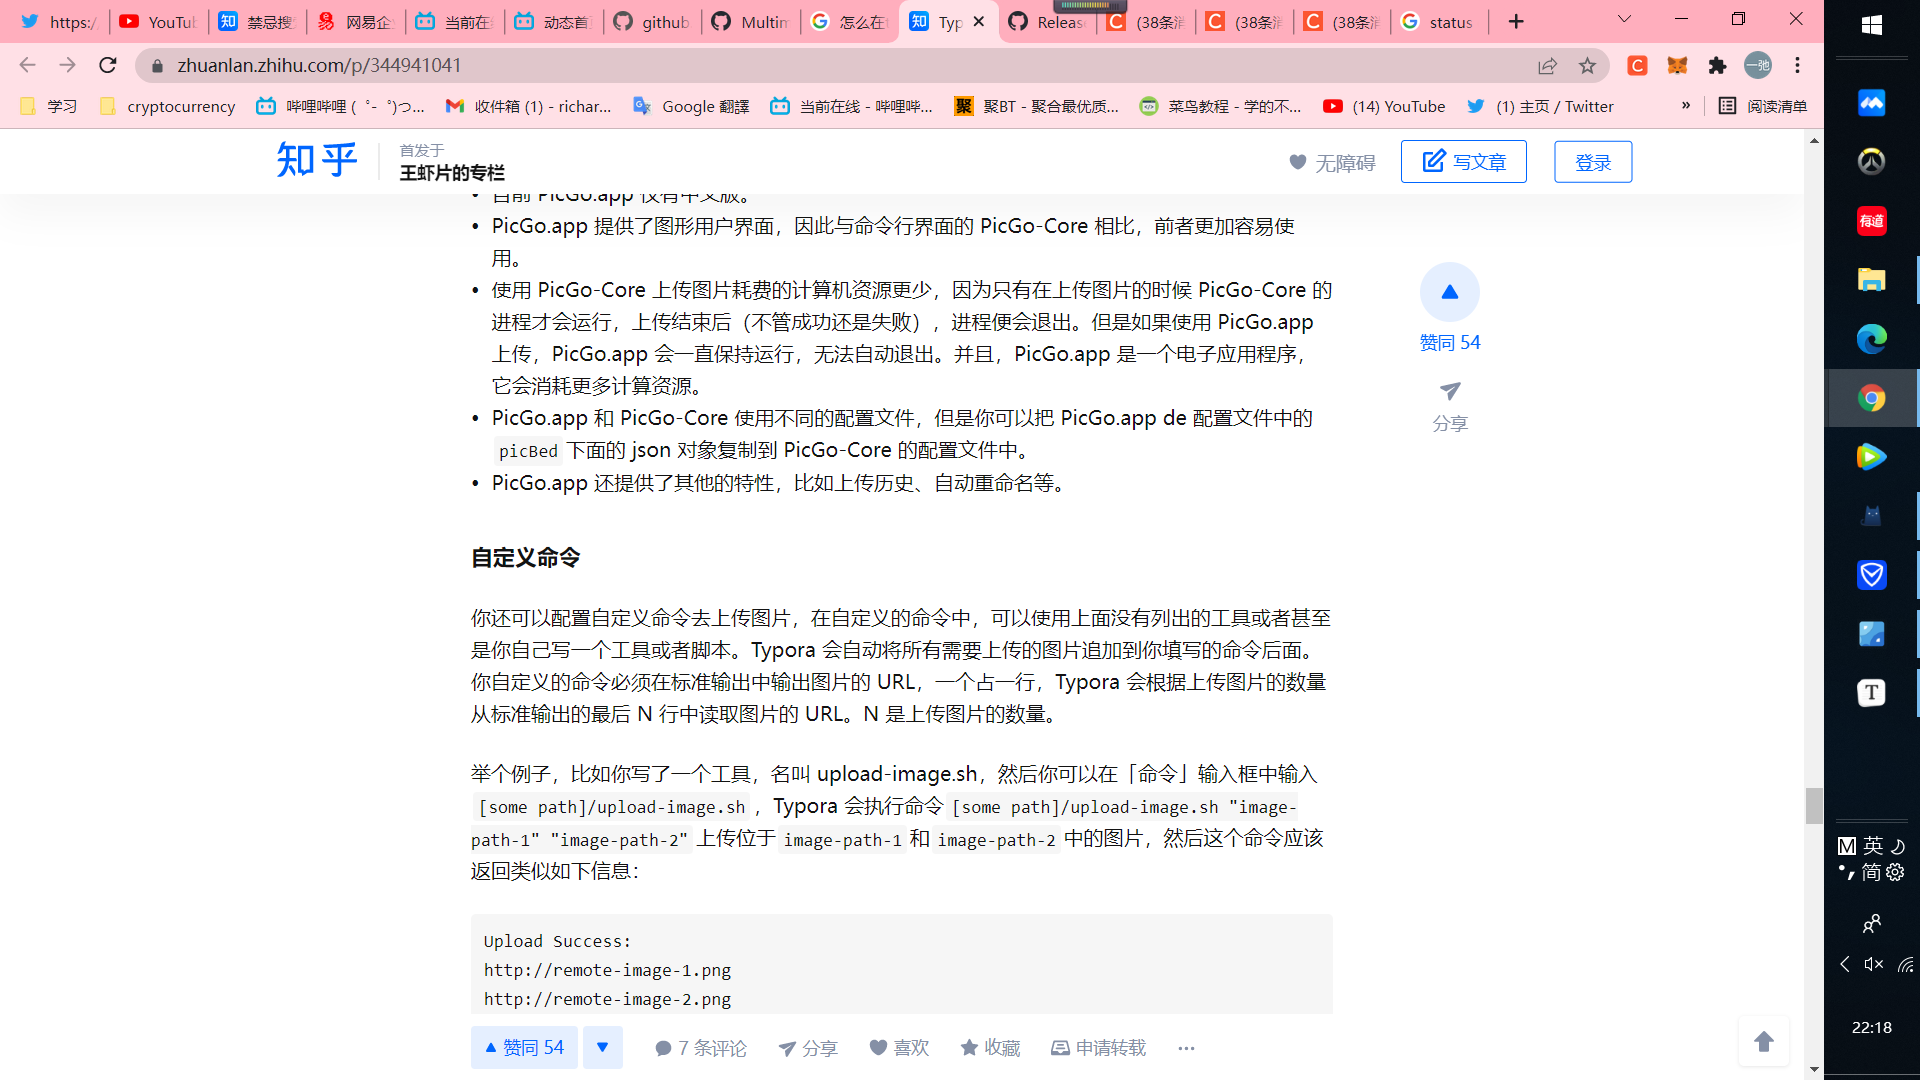 https:/
YouTub
禁忌搜
网易企
当前在
动态首
github
Multim
怎么在
Typ
Releas
(38条消
(38条消
(38条消
status
zhuanlan.zhihu.com/p/344941041
学习
cryptocurrency
哔哩哔哩 (゜-゜)つ...
收件箱 (1) - richar...
Google 翻譯
当前在线 - 哔哩哔...
聚BT - 聚合最优质...
菜鸟教程 - 学的不...
(14) YouTube
(1) 主页 / Twitter
»
阅读清单
知乎
首发于
王虾片的专栏
无障碍
写文章
登录
• 目前 PicGo.app 仅有中文版。
• PicGo.app 提供了图形用户界面，因此与命令行界面的 PicGo-Core 相比，前者更加容易使
用。
• 使用 PicGo-Core 上传图片耗费的计算机资源更少，因为只有在上传图片的时候 PicGo-Core 的
进程才会运行，上传结束后（不管成功还是失败），进程便会退出。但是如果使用 PicGo.app
上传，PicGo.app 会一直保持运行，无法自动退出。并且，PicGo.app 是一个电子应用程序，
它会消耗更多计算资源。
• PicGo.app 和 PicGo-Core 使用不同的配置文件，但是你可以把 PicGo.app de 配置文件中的
picBed 下面的 json 对象复制到 PicGo-Core 的配置文件中。
• PicGo.app 还提供了其他的特性，比如上传历史、自动重命名等。
赞同 54
分享
自定义命令
你还可以配置自定义命令去上传图片，在自定义的命令中，可以使用上面没有列出的工具或者甚至
是你自己写一个工具或者脚本。Typora 会自动将所有需要上传的图片追加到你填写的命令后面。
你自定义的命令必须在标准输出中输出图片的 URL，一个占一行，Typora 会根据上传图片的数量
从标准输出的最后 N 行中读取图片的 URL。N 是上传图片的数量。
举个例子，比如你写了一个工具，名叫 upload-image.sh，然后你可以在「命令」输入框中输入
[some path]/upload-image.sh ，Typora 会执行命令 [some path]/upload-image.sh "image-
path-1" "image-path-2" 上传位于 image-path-1 和 image-path-2 中的图片，然后这个命令应该
返回类似如下信息：
Upload Success:
http://remote-image-1.png
http://remote-image-2.png
赞同 54
7 条评论
分享
喜欢
收藏
申请转载
有道
T
M 英
简
22:18